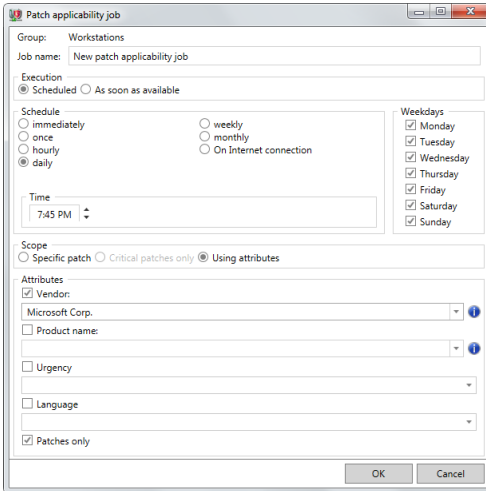 Patch applicability job
Group: Workstations
Job name: New patch applicability job
Execution
Scheduled As soon as available
Schedule
immediately weekly
once monthly
hourly On Internet connection
daily
Time
7:45 PM
Weekdays
Monday
Tuesday
Wednesday
Thursday
Friday
Saturday
Sunday
Scope
Specific patch Critical patches only Using attributes
Attributes
Vendor:
Microsoft Corp.
Product name:
Urgency
Language
Patches only
OK Cancel